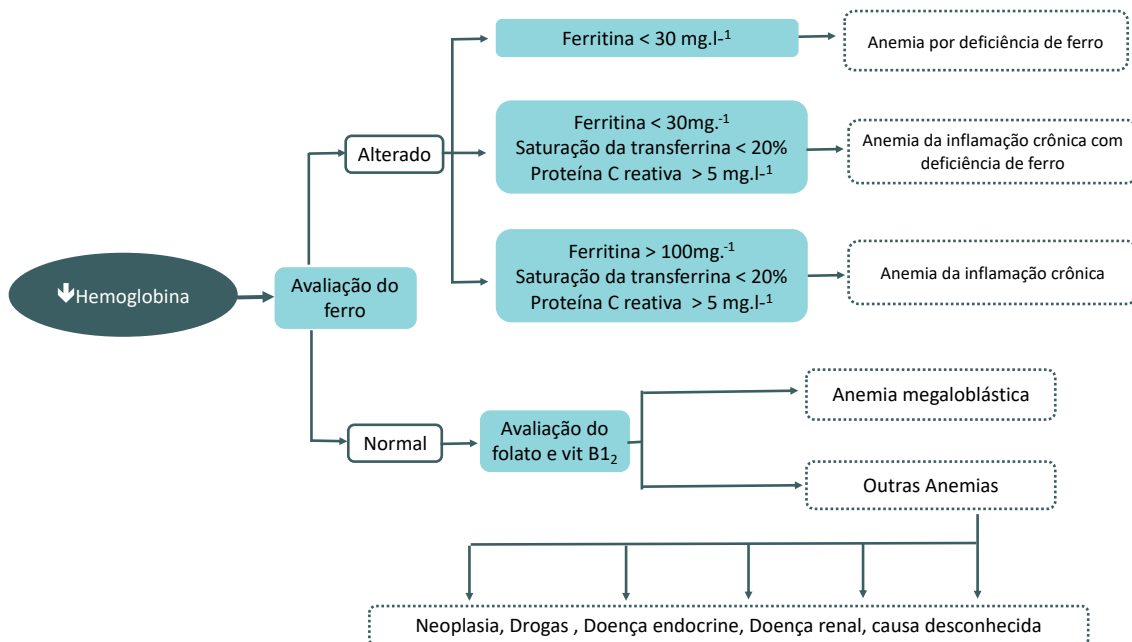 Ferritina < 30 mg.l-¹
Anemia por deficiência de ferro
Ferritina < 30mg.-¹
Saturação da transferrina < 20%
Proteína C reativa > 5 mg.l-¹
Anemia da inflamação crônica com
deficiência de ferro
Alterado
Ferritina > 100mg.-¹
Saturação da transferrina < 20%
Proteína C reativa > 5 mg.l-¹
Anemia da inflamação crônica
🡇Hemoglobina
Avaliação do
ferro
Normal
Avaliação do
folato e vit B1₂
Anemia megaloblástica
Outras Anemias
Neoplasia, Drogas , Doença endocrine, Doença renal, causa desconhecida